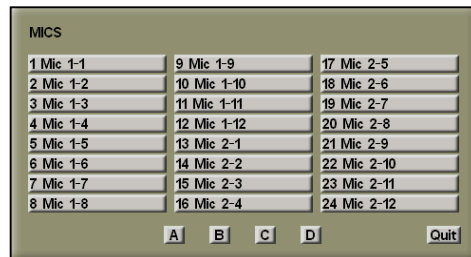 MICS
1 Mic 1-1
2 Mic 1-2
3 Mic 1-3
4 Mic 1-4
5 Mic 1-5
6 Mic 1-6
7 Mic 1-7
8 Mic 1-8
9 Mic 1-9
10 Mic 1-10
11 Mic 1-11
12 Mic 1-12
13 Mic 2-1
14 Mic 2-2
15 Mic 2-3
16 Mic 2-4
17 Mic 2-5
18 Mic 2-6
19 Mic 2-7
20 Mic 2-8
21 Mic 2-9
22 Mic 2-10
23 Mic 2-11
24 Mic 2-12
A B C D Quit